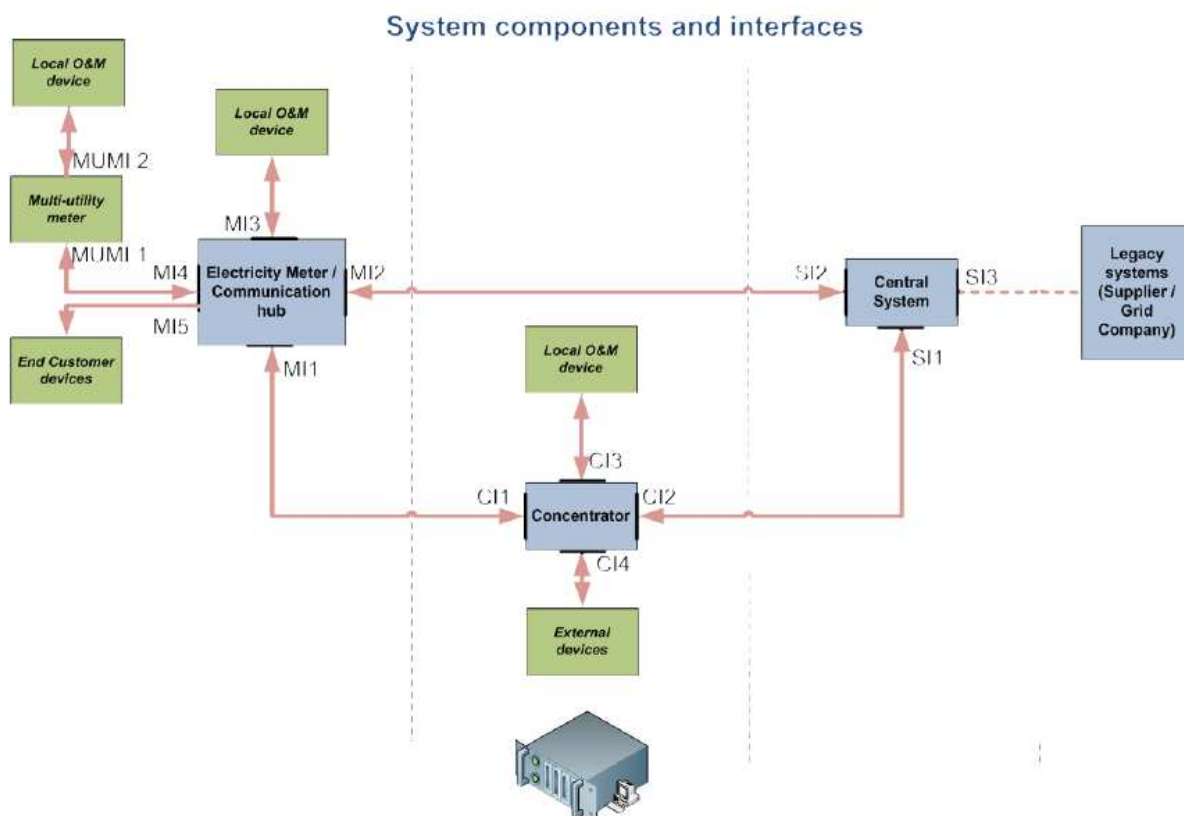 System components and interfaces
Local O&M
device
Local O&M
device
MUMI 2
Multi-utility
meter
MUMI 1
MI3
MI4
Electricity Meter /
Communication
hub
MI2
MI5
MI1
End Customer
devices
SI2
Central
System
SI3
SI1
Legacy
systems
(Supplier /
Grid
Company)
Local O&M
device
CI3
CI1
Concentrator
CI2
CI4
External
devices